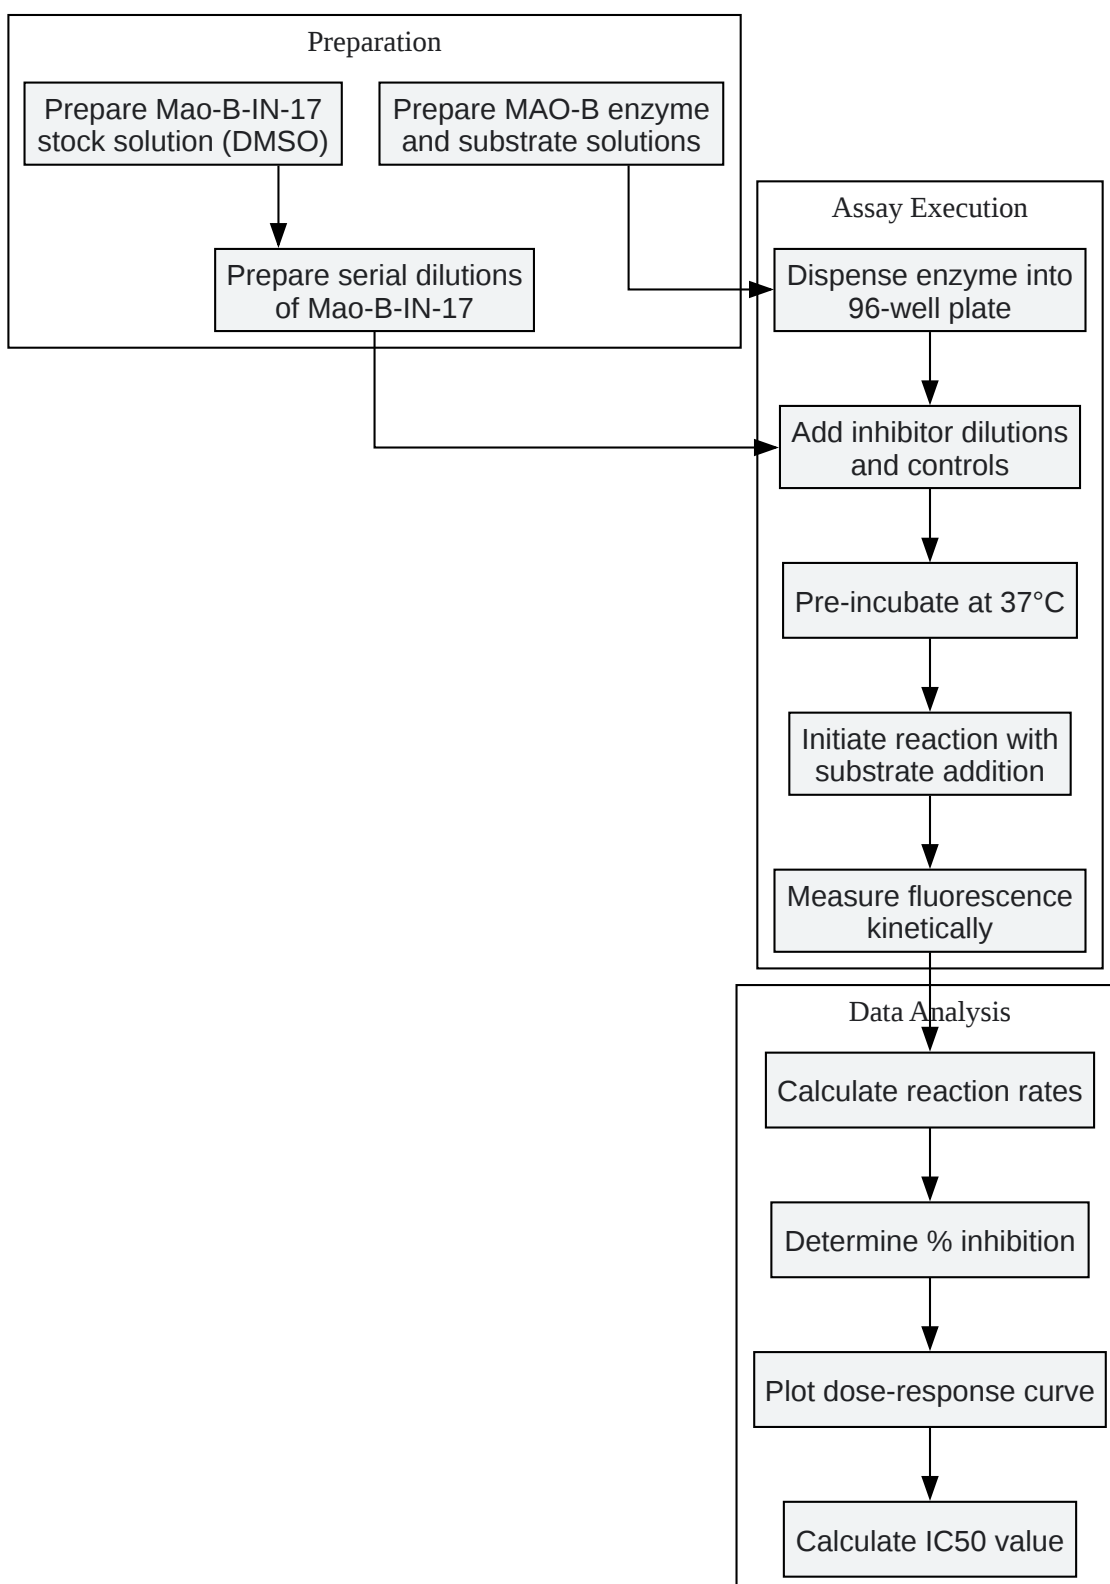 Preparation
Prepare Mao-B-IN-17
stock solution (DMSO)
Prepare MAO-B enzyme
and substrate solutions
Prepare serial dilutions
of Mao-B-IN-17
Assay Execution
Dispense enzyme into
96-well plate
Add inhibitor dilutions
and controls
Pre-incubate at 37°C
Initiate reaction with
substrate addition
Measure fluorescence
kinetically
Data Analysis
Calculate reaction rates
Determine % inhibition
Plot dose-response curve
Calculate IC50 value